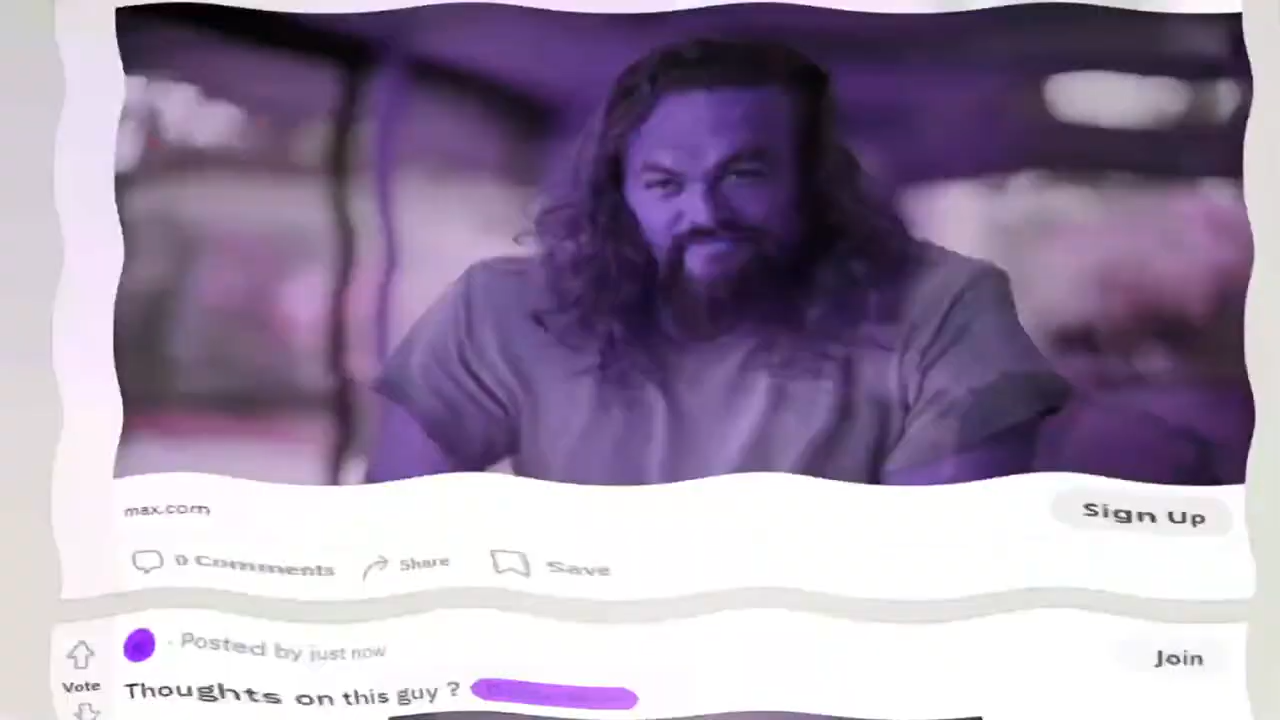 max.com
Sign Up
0 Comments Share Save
· Posted by just now
Join
Vote
Thoughts on this guy ?